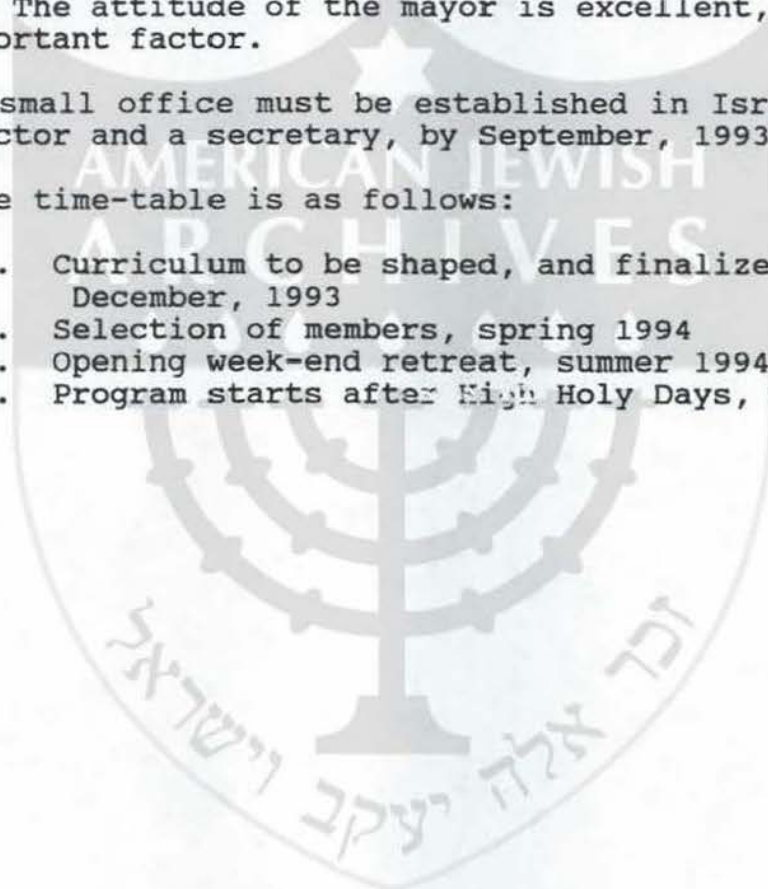 The attitude of the mayor is excellent,
ortant factor.
small office must be established in Isr
ctor and a secretary, by September, 1993
e time-table is as follows:
. Curriculum to be shaped, and finalize
December, 1993
. Selection of members, spring 1994
. Opening week-end retreat, summer 1994
. Program starts after High Holy Days,
AMERICAN JEWISH
ARCHIVES
זכר אלה יעקב וישראל